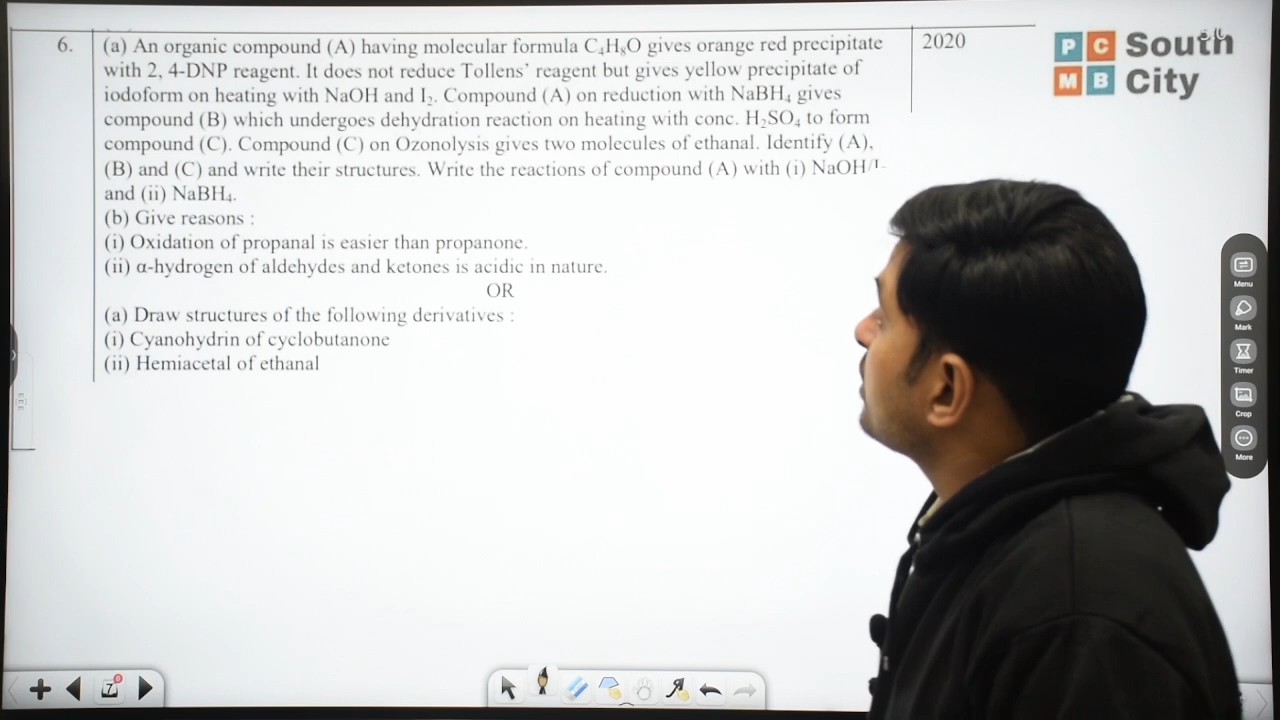 6.
(a) An organic compound (A) having molecular formula C₄H₈O gives orange red precipitate
2020
with 2, 4-DNP reagent. It does not reduce Tollens' reagent but gives yellow precipitate of
iodoform on heating with NaOH and I₂. Compound (A) on reduction with NaBH₄ gives
compound (B) which undergoes dehydration reaction on heating with conc. H₂SO₄ to form
compound (C). Compound (C) on Ozonolysis gives two molecules of ethanal. Identify (A),
(B) and (C) and write their structures. Write the reactions of compound (A) with (i) NaOH/I
and (ii) NaBH₄.
(b) Give reasons :
(i) Oxidation of propanal is easier than propanone.
(ii) α-hydrogen of aldehydes and ketones is acidic in nature.
OR
(a) Draw structures of the following derivatives :
(i) Cyanohydrin of cyclobutanone
(ii) Hemiacetal of ethanal
P C
M B
South
City
Menu
Mark
Timer
Crop
More
7